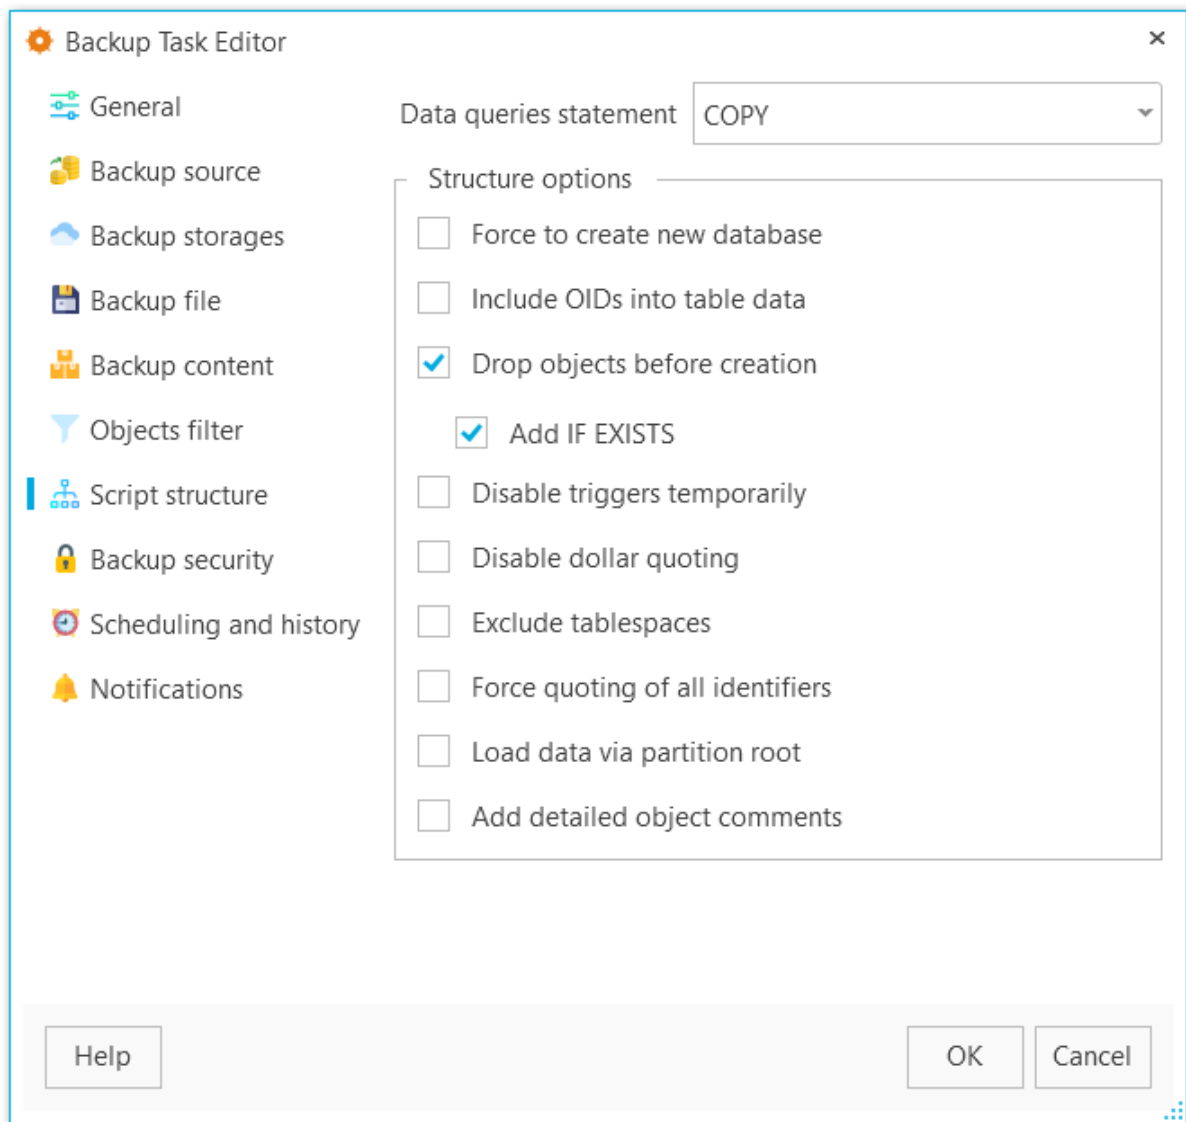 Backup Task Editor
General
Backup source
Backup storages
Backup file
Backup content
Objects filter
Script structure
Backup security
Scheduling and history
Notifications
Data queries statement COPY
Structure options
Force to create new database
Include OIDs into table data
Drop objects before creation
Add IF EXISTS
Disable triggers temporarily
Disable dollar quoting
Exclude tablespaces
Force quoting of all identifiers
Load data via partition root
Add detailed object comments
Help
OK
Cancel